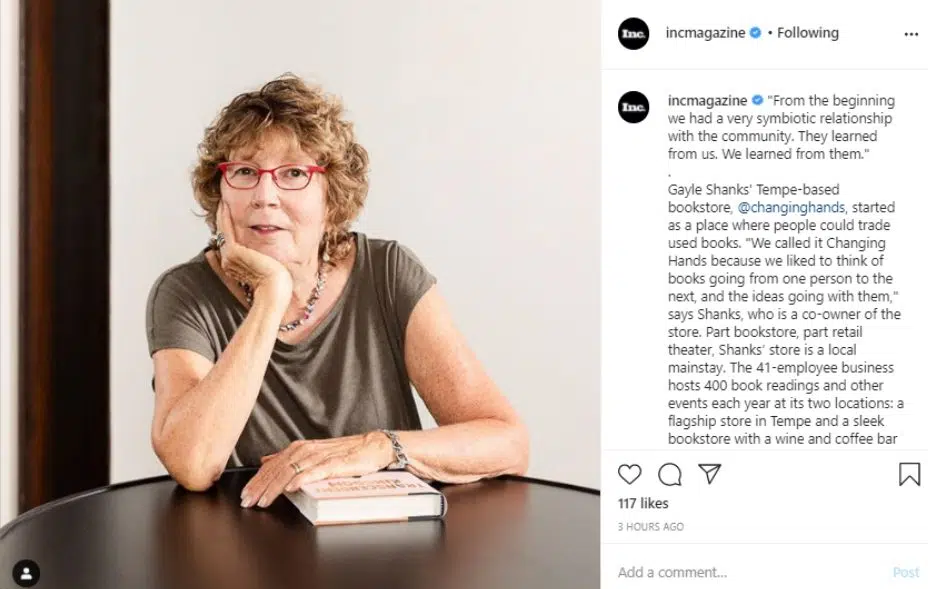 Inc.
incmagazine • Following
Inc.
incmagazine "From the beginning
we had a very symbiotic relationship
with the community. They learned
from us. We learned from them."
.
Gayle Shanks' Tempe-based
bookstore, @changinghands, started
as a place where people could trade
used books. "We called it Changing
Hands because we liked to think of
books going from one person to the
next, and the ideas going with them,"
says Shanks, who is a co-owner of the
store. Part bookstore, part retail
theater, Shanks' store is a local
mainstay. The 41-employee business
hosts 400 book readings and other
events each year at its two locations: a
flagship store in Tempe and a sleek
bookstore with a wine and coffee bar
117 likes
3 HOURS AGO
Add a comment... Post